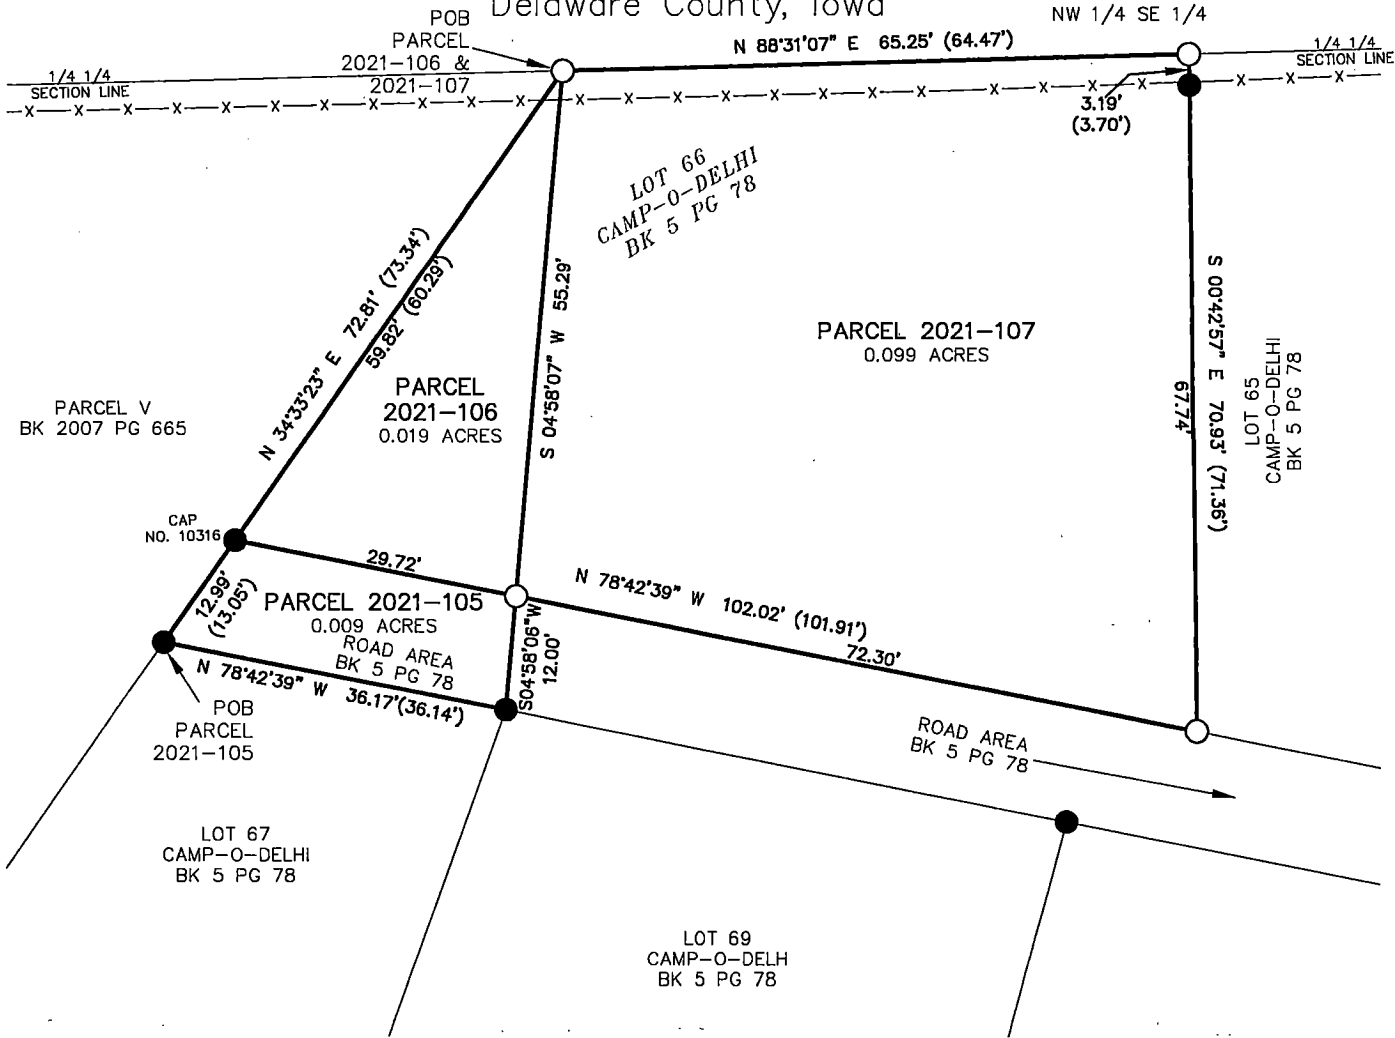 Delaware County, Iowa
NW 1/4 SE 1/4
POB
PARCEL
2021-106 &
2021-107
N 88°31'07" E 65.25' (64.47')
1/4 1/4
SECTION LINE
1/4 1/4
SECTION LINE
3.19'
(3.70')
LOT 66
CAMP-O-DELHI
BK 5 PG 78
N 34°33'23" E 72.81' (73.34')
59.82' (60.29')
S 04°58'07" W 55.29'
S 00°42'57" E 70.93' (71.36')
67.74'
PARCEL 2021-107
0.099 ACRES
LOT 65
CAMP-O-DELHI
BK 5 PG 78
PARCEL
2021-106
0.019 ACRES
PARCEL V
BK 2007 PG 665
CAP
NO. 10316
29.72'
12.99'
(13.05')
PARCEL 2021-105
0.009 ACRES
ROAD AREA
BK 5 PG 78
S04°58'06"W
12.00'
N 78°42'39" W 102.02' (101.91')
72.30'
N 78°42'39" W 36.17'(36.14')
POB
PARCEL
2021-105
ROAD AREA
BK 5 PG 78
LOT 67
CAMP-O-DELHI
BK 5 PG 78
LOT 69
CAMP-O-DELH
BK 5 PG 78